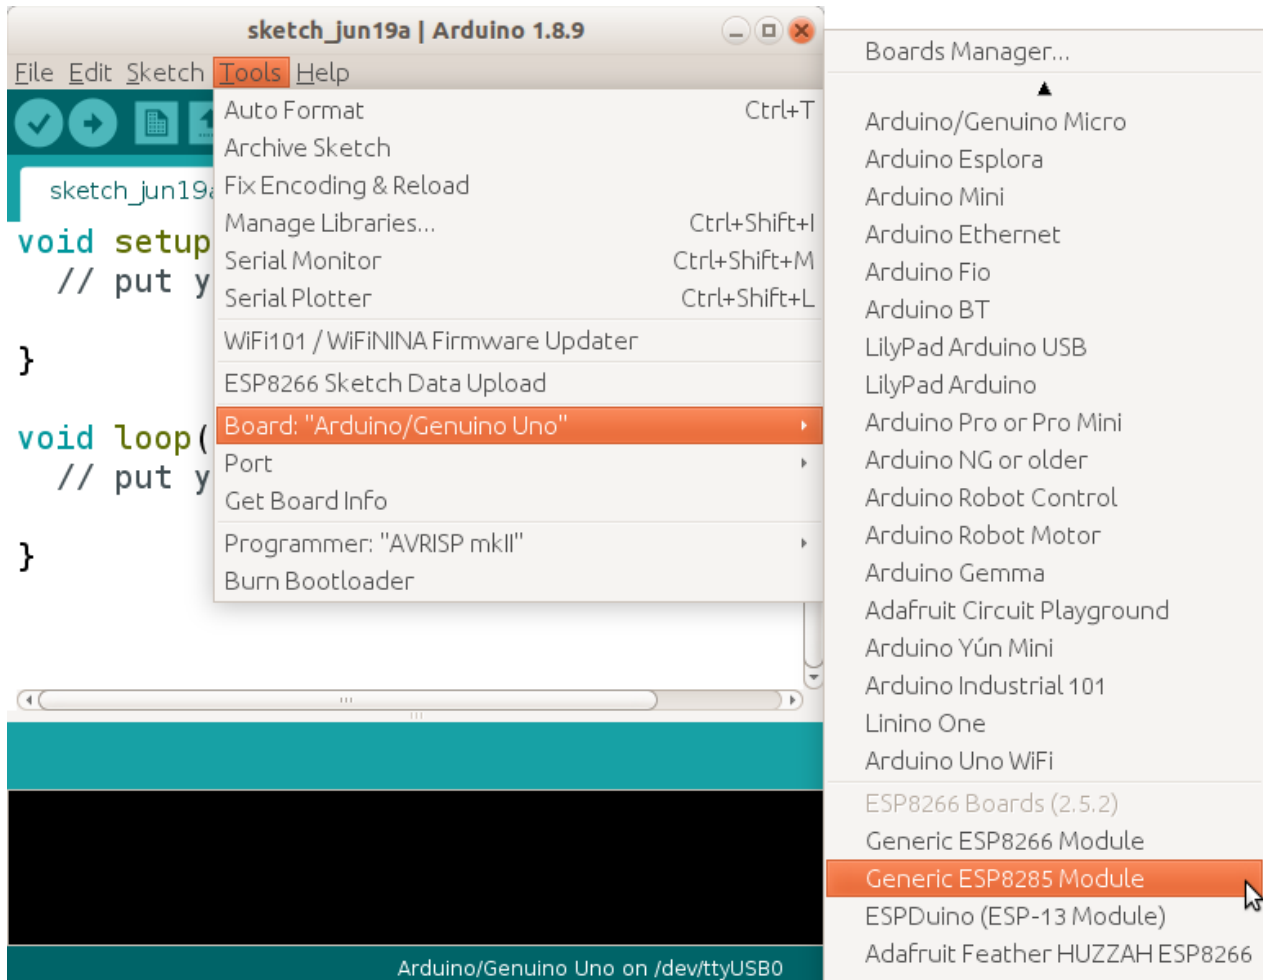 sketch_jun19a | Arduino 1.8.9
File Edit Sketch Tools Help
sketch_jun19a
void setup
// put y
}
void loop(
// put y
}
Auto Format Ctrl+T
Archive Sketch
Fix Encoding & Reload
Manage Libraries... Ctrl+Shift+I
Serial Monitor Ctrl+Shift+M
Serial Plotter Ctrl+Shift+L
WiFi101 / WiFiNINA Firmware Updater
ESP8266 Sketch Data Upload
Board: "Arduino/Genuino Uno"
Port
Get Board Info
Programmer: "AVRISP mkII"
Burn Bootloader
Boards Manager...
Arduino/Genuino Micro
Arduino Esplora
Arduino Mini
Arduino Ethernet
Arduino Fio
Arduino BT
LilyPad Arduino USB
LilyPad Arduino
Arduino Pro or Pro Mini
Arduino NG or older
Arduino Robot Control
Arduino Robot Motor
Arduino Gemma
Adafruit Circuit Playground
Arduino Yún Mini
Arduino Industrial 101
Linino One
Arduino Uno WiFi
ESP8266 Boards (2.5.2)
Generic ESP8266 Module
Generic ESP8285 Module
ESPDuino (ESP-13 Module)
Adafruit Feather HUZZAH ESP8266
Arduino/Genuino Uno on /dev/ttyUSB0